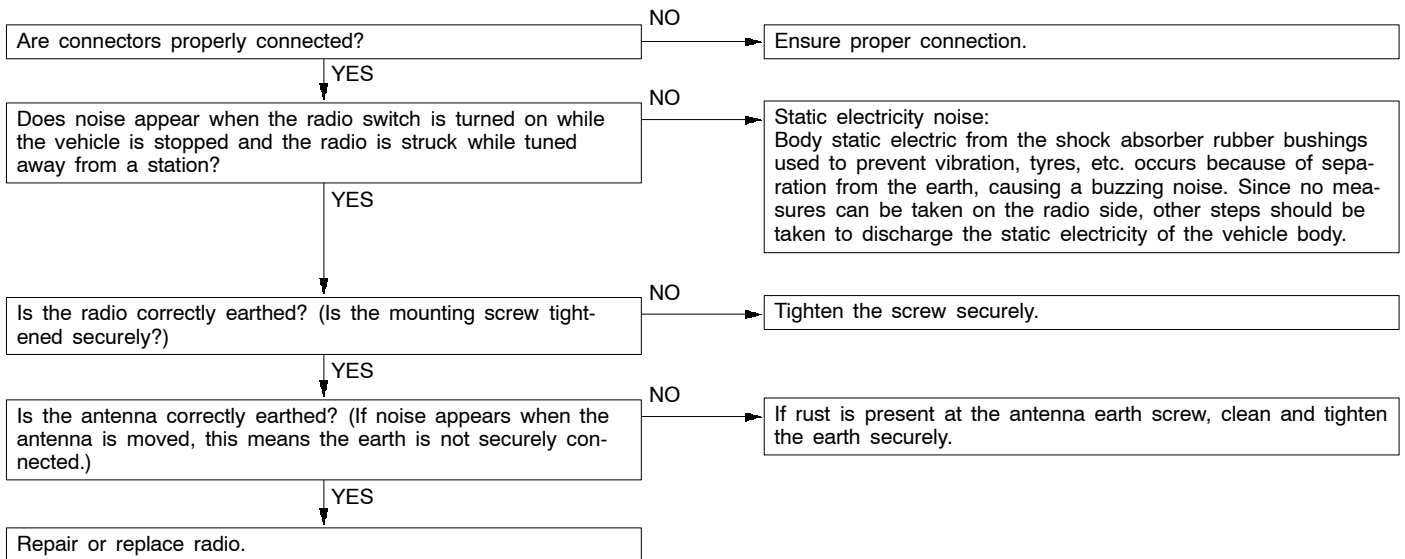 NO
Are connectors properly connected?
Ensure proper connection.
YES
NO
Does noise appear when the radio switch is turned on while
the vehicle is stopped and the radio is struck while tuned
away from a station?
Static electricity noise:
Body static electric from the shock absorber rubber bushings
used to prevent vibration, tyres, etc. occurs because of sepa-
ration from the earth, causing a buzzing noise. Since no mea-
sures can be taken on the radio side, other steps should be
taken to discharge the static electricity of the vehicle body.
YES
NO
Is the radio correctly earthed? (Is the mounting screw tight-
ened securely?)
Tighten the screw securely.
YES
NO
Is the antenna correctly earthed? (If noise appears when the
antenna is moved, this means the earth is not securely con-
nected.)
If rust is present at the antenna earth screw, clean and tighten
the earth securely.
YES
Repair or replace radio.